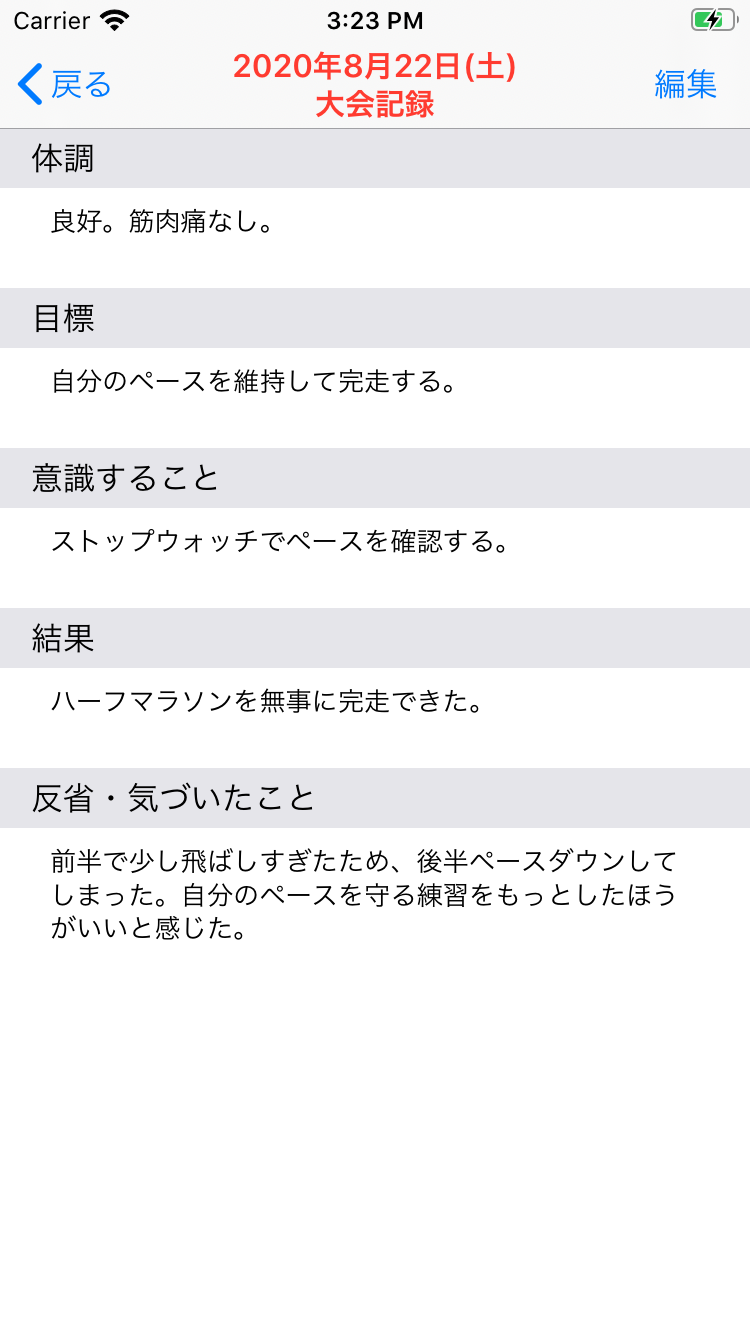 Carrier 3:23 PM
戻る
2020年8月22日(土)
大会記録
編集
体調
良好。筋肉痛なし。
目標
自分のペースを維持して完走する。
意識すること
ストップウォッチでペースを確認する。
結果
ハーフマラソンを無事に完走できた。
反省・気づいたこと
前半で少し飛ばしすぎたため、後半ペースダウンして
しまった。自分のペースを守る練習をもっとしたほう
がいいと感じた。